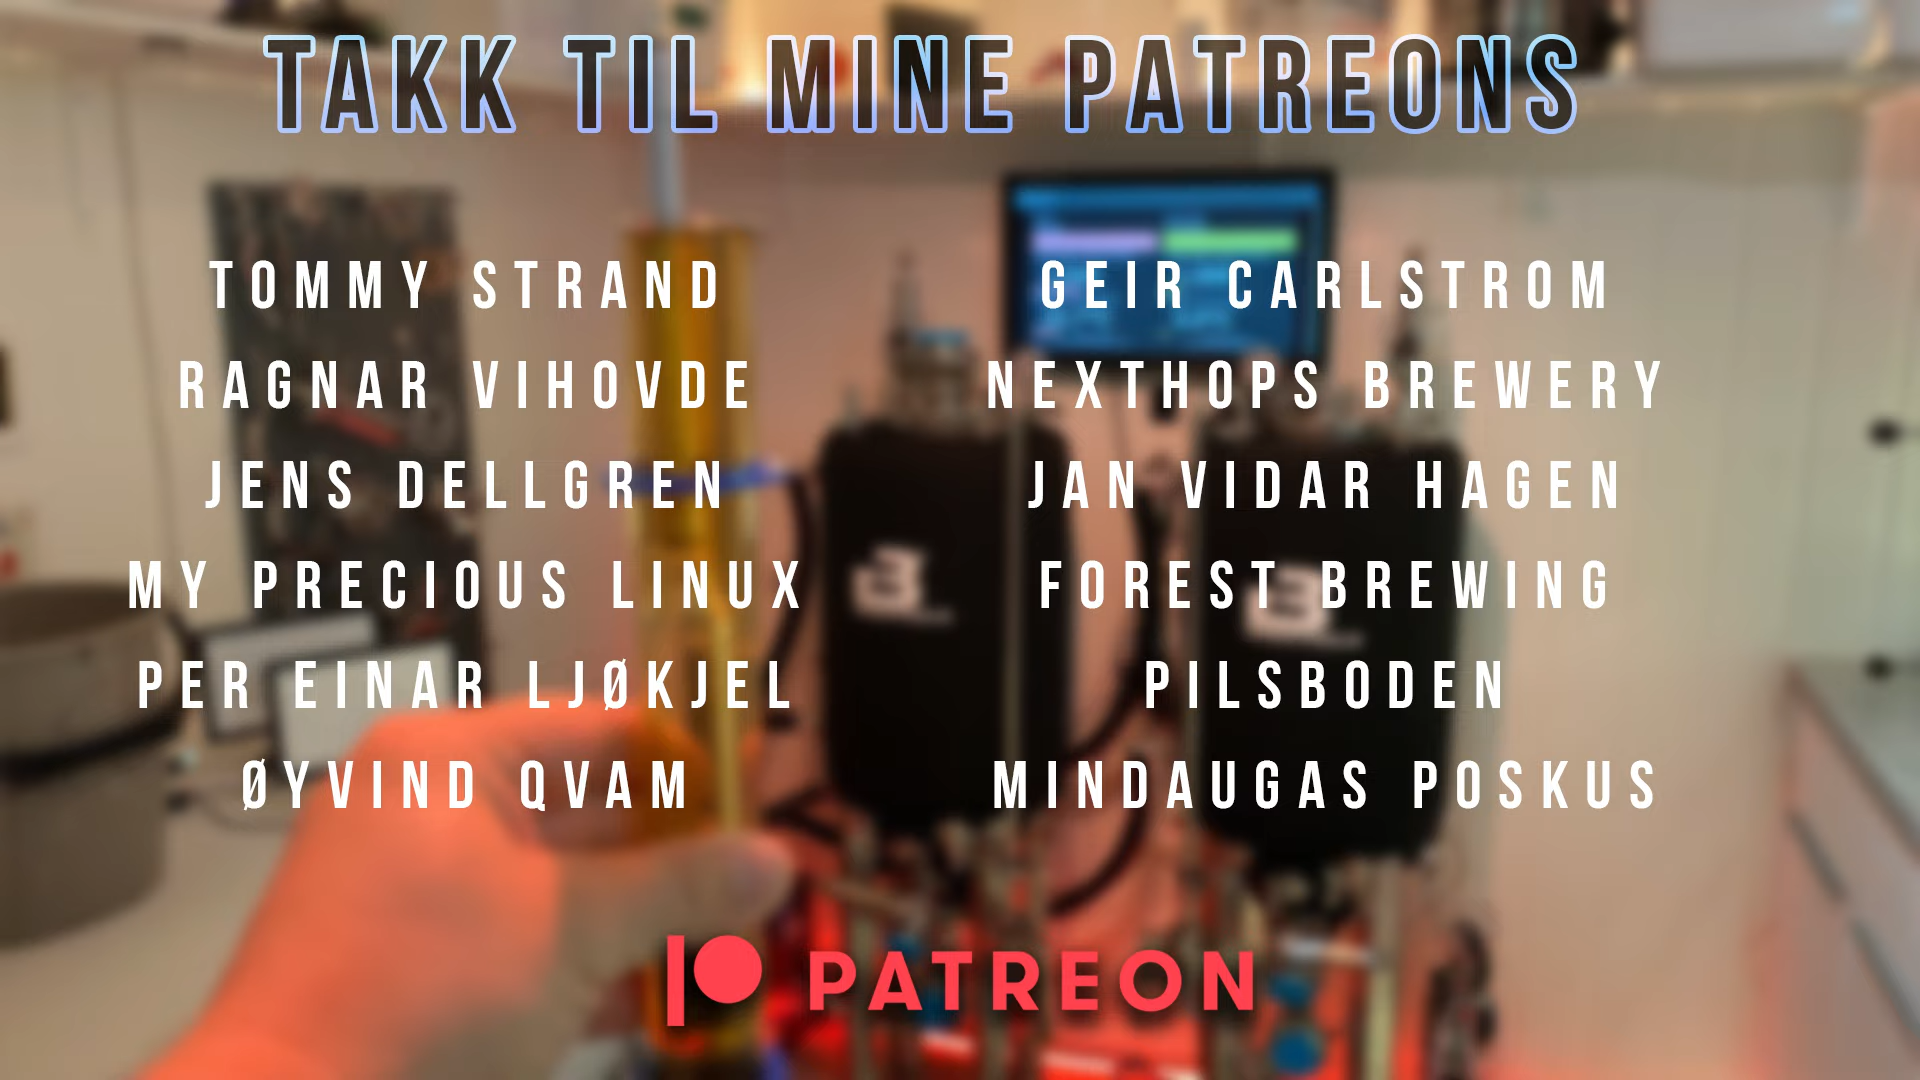 TAKK TIL MINE PATREONS
TOMMY STRAND
RAGNAR VIHOVDE
JENS DELLGREN
MY PRECIOUS LINUX
PER EINAR LJØKJEL
ØYVIND QVAM
GEIR CARLSTROM
NEXTHOPS BREWERY
JAN VIDAR HAGEN
FOREST BREWING
PILSBODEN
MINDAUGAS POSKUS
PATREON